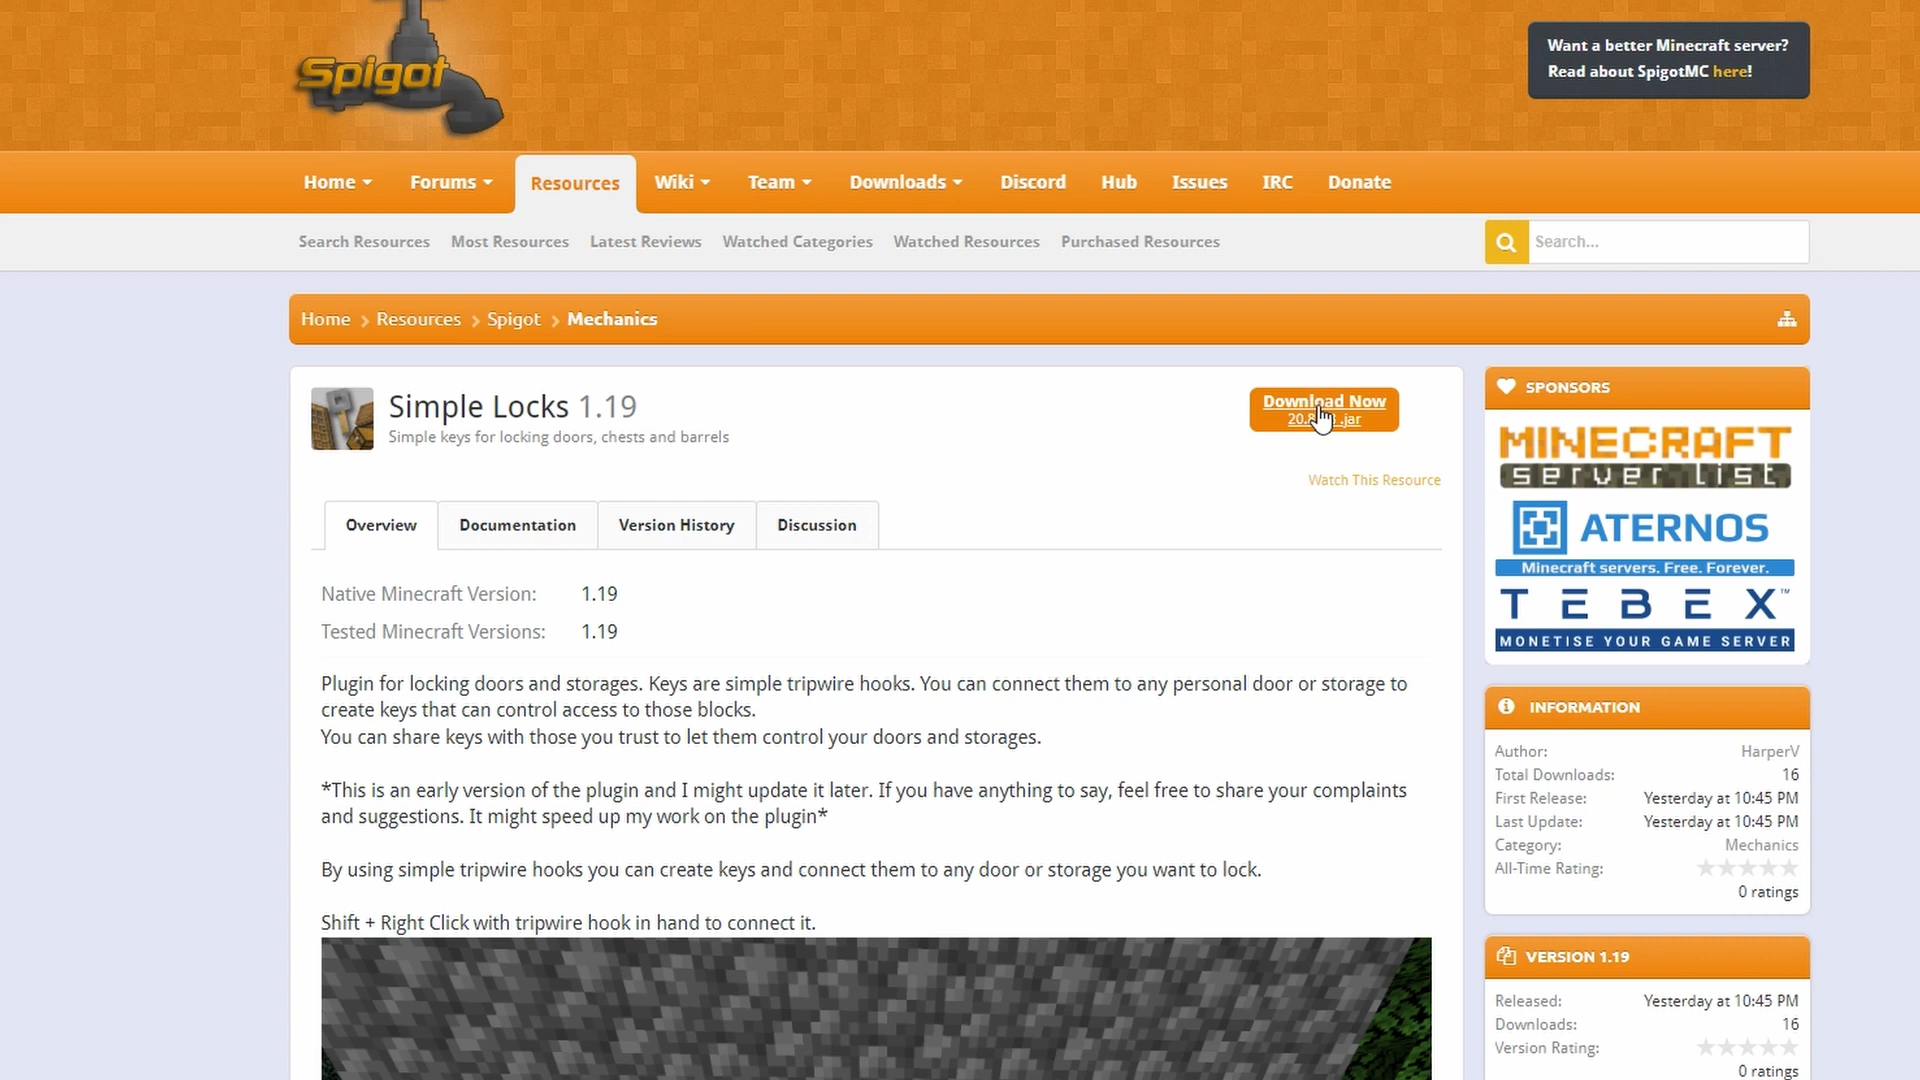 Spigot
Want a better Minecraft server?
Read about SpigotMC here!
Home
Forums
Resources
Wiki
Team
Downloads
Discord
Hub
Issues
IRC
Donate
Search Resources
Most Resources
Latest Reviews
Watched Categories
Watched Resources
Purchased Resources
Search...
Home
Resources
Spigot
Mechanics
Simple Locks 1.19
Simple keys for locking doors, chests and barrels
Download Now
.jar
Watch This Resource
Overview
Documentation
Version History
Discussion
Native Minecraft Version: 1.19
Tested Minecraft Versions: 1.19
Plugin for locking doors and storages. Keys are simple tripwire hooks. You can connect them to any personal door or storage to
create keys that can control access to those blocks.
You can share keys with those you trust to let them control your doors and storages.
*This is an early version of the plugin and I might update it later. If you have anything to say, feel free to share your complaints
and suggestions. It might speed up my work on the plugin*
By using simple tripwire hooks you can create keys and connect them to any door or storage you want to lock.
Shift + Right Click with tripwire hook in hand to connect it.
SPONSORS
MINECRAFT
server list
ATERNOS
Minecraft servers. Free. Forever.
TEBEX™
MONETISE YOUR GAME SERVER
INFORMATION
Author: HarperV
Total Downloads: 16
First Release: Yesterday at 10:45 PM
Last Update: Yesterday at 10:45 PM
Category: Mechanics
All-Time Rating:
0 ratings
VERSION 1.19
Released: Yesterday at 10:45 PM
Downloads: 16
Version Rating:
0 ratings